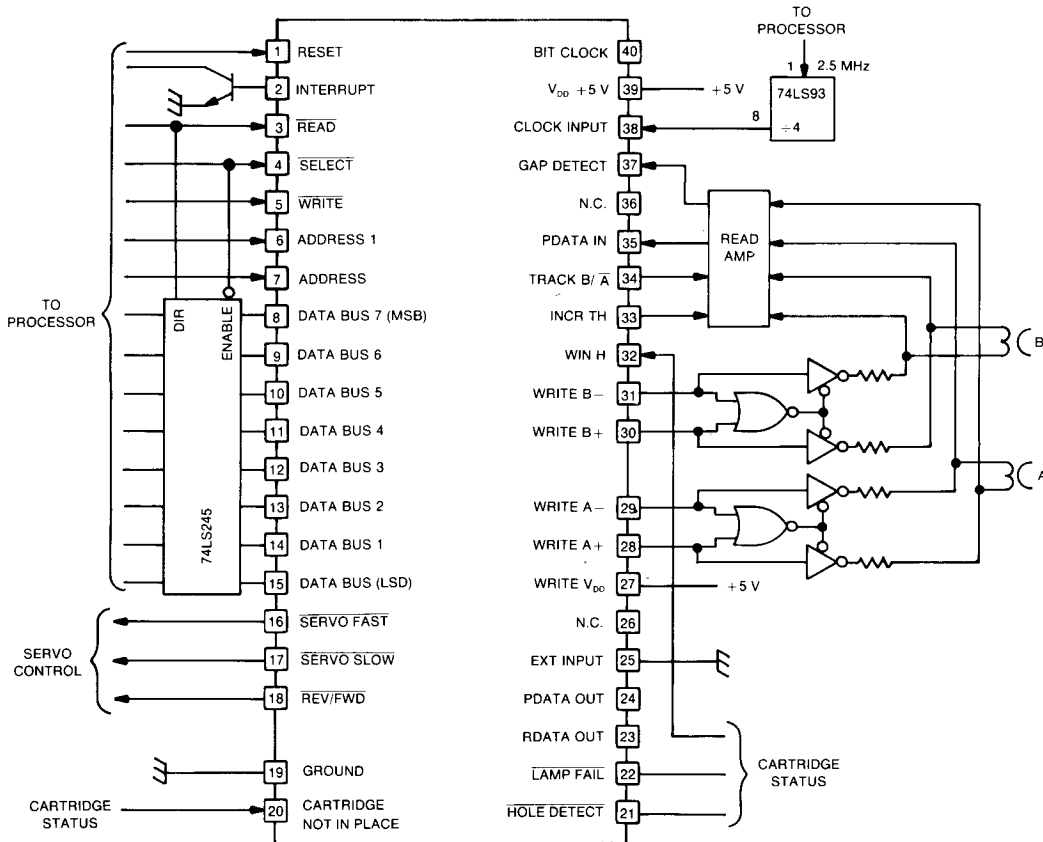 TO
PROCESSOR
1 2.5 MHz
74LS93
8
÷4
1 RESET
2 INTERRUPT
3 READ
4 SELECT
5 WRITE
6 ADDRESS 1
7 ADDRESS
8 DATA BUS 7 (MSB)
9 DATA BUS 6
10 DATA BUS 5
11 DATA BUS 4
12 DATA BUS 3
13 DATA BUS 2
14 DATA BUS 1
15 DATA BUS (LSD)
16 SERVO FAST
17 SERVO SLOW
18 REV/FWD
19 GROUND
20 CARTRIDGE
NOT IN PLACE
TO
PROCESSOR
DIR
ENABLE
74LS245
SERVO
CONTROL
CARTRIDGE
STATUS
BIT CLOCK 40
VDD +5 V 39 +5 V
CLOCK INPUT 38
GAP DETECT 37
N.C. 36
PDATA IN 35
TRACK B/A 34
INCR TH 33
WIN H 32
WRITE B− 31
WRITE B+ 30
WRITE A− 29
WRITE A+ 28
WRITE VDD 27 +5 V
N.C. 26
EXT INPUT 25
PDATA OUT 24
RDATA OUT 23
LAMP FAIL 22
HOLE DETECT 21
READ
AMP
B
A
CARTRIDGE
STATUS